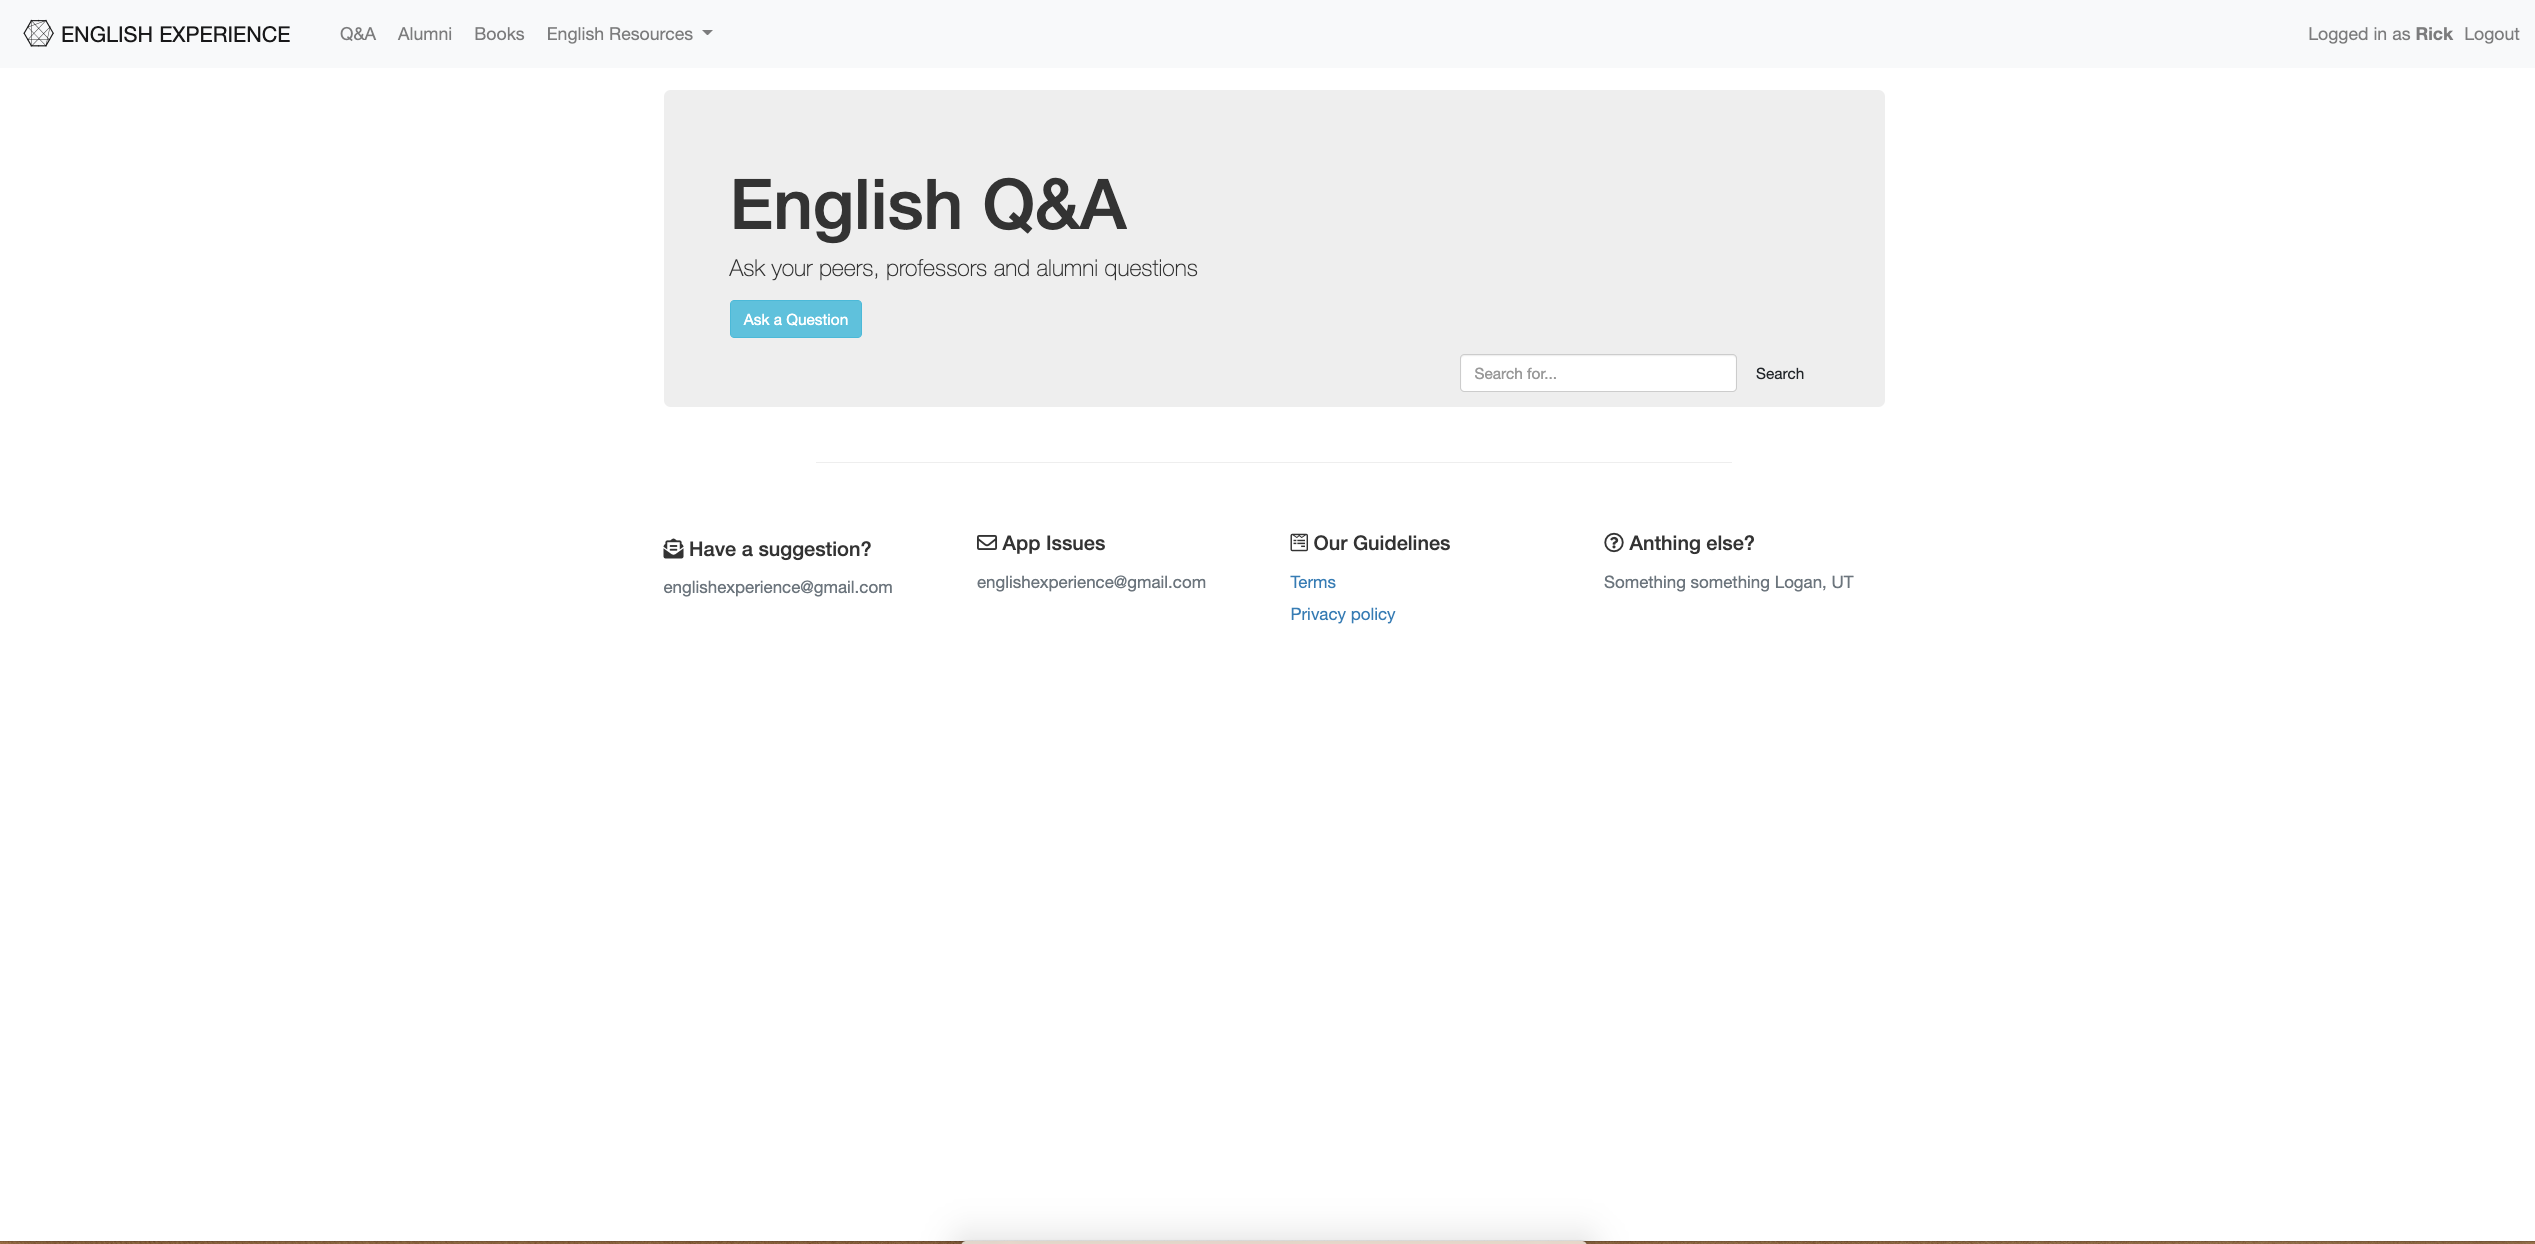 ENGLISH EXPERIENCE Q&A Alumni Books English Resources Logged in as Rick Logout
English Q&A
Ask your peers, professors and alumni questions
Ask a Question
Search for... Search
Have a suggestion?
englishexperience@gmail.com
App Issues
englishexperience@gmail.com
Our Guidelines
Terms
Privacy policy
Anthing else?
Something something Logan, UT